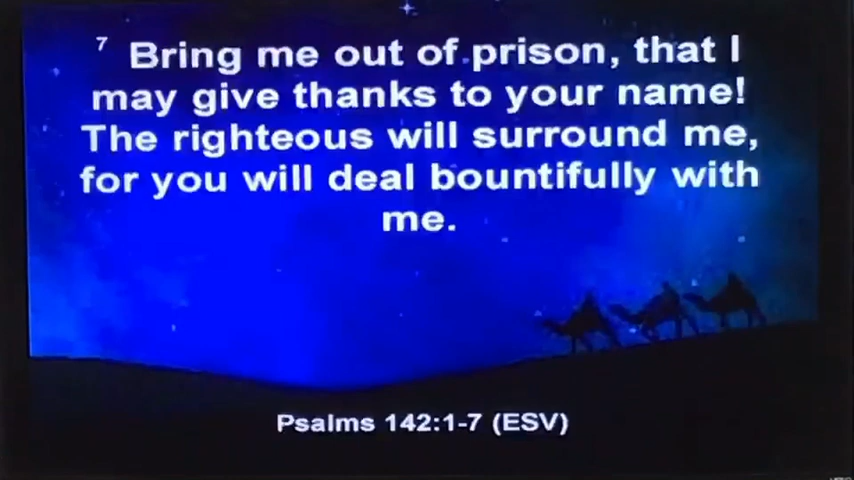 7 Bring me out of prison, that I
may give thanks to your name!
The righteous will surround me,
for you will deal bountifully with
me.
Psalms 142:1-7 (ESV)